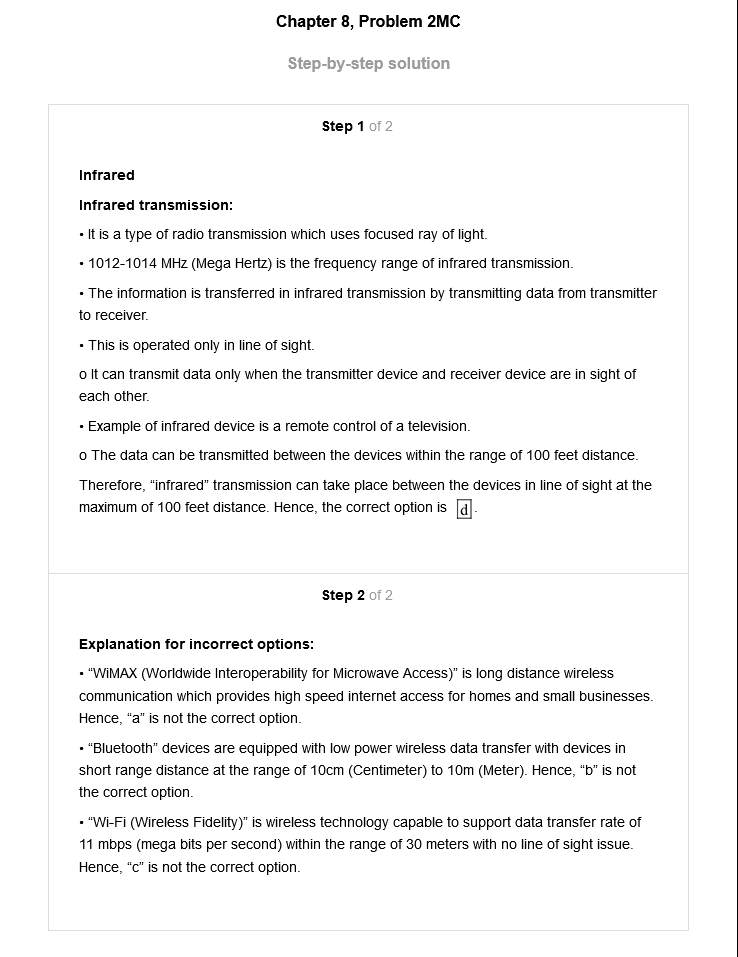 Chapter 8, Problem 2MC
Step-by-step solution
Step 1 of 2
Infrared
Infrared transmission:
• It is a type of radio transmission which uses focused ray of light.
• 1012-1014 MHz (Mega Hertz) is the frequency range of infrared transmission.
• The information is transferred in infrared transmission by transmitting data from transmitter
to receiver.
• This is operated only in line of sight.
o It can transmit data only when the transmitter device and receiver device are in sight of
each other.
• Example of infrared device is a remote control of a television.
o The data can be transmitted between the devices within the range of 100 feet distance.
Therefore, “infrared” transmission can take place between the devices in line of sight at the
maximum of 100 feet distance. Hence, the correct option is d.
Step 2 of 2
Explanation for incorrect options:
• “WiMAX (Worldwide Interoperability for Microwave Access)” is long distance wireless
communication which provides high speed internet access for homes and small businesses.
Hence, “a” is not the correct option.
• “Bluetooth” devices are equipped with low power wireless data transfer with devices in
short range distance at the range of 10cm (Centimeter) to 10m (Meter). Hence, “b” is not
the correct option.
• “Wi-Fi (Wireless Fidelity)” is wireless technology capable to support data transfer rate of
11 mbps (mega bits per second) within the range of 30 meters with no line of sight issue.
Hence, “c” is not the correct option.